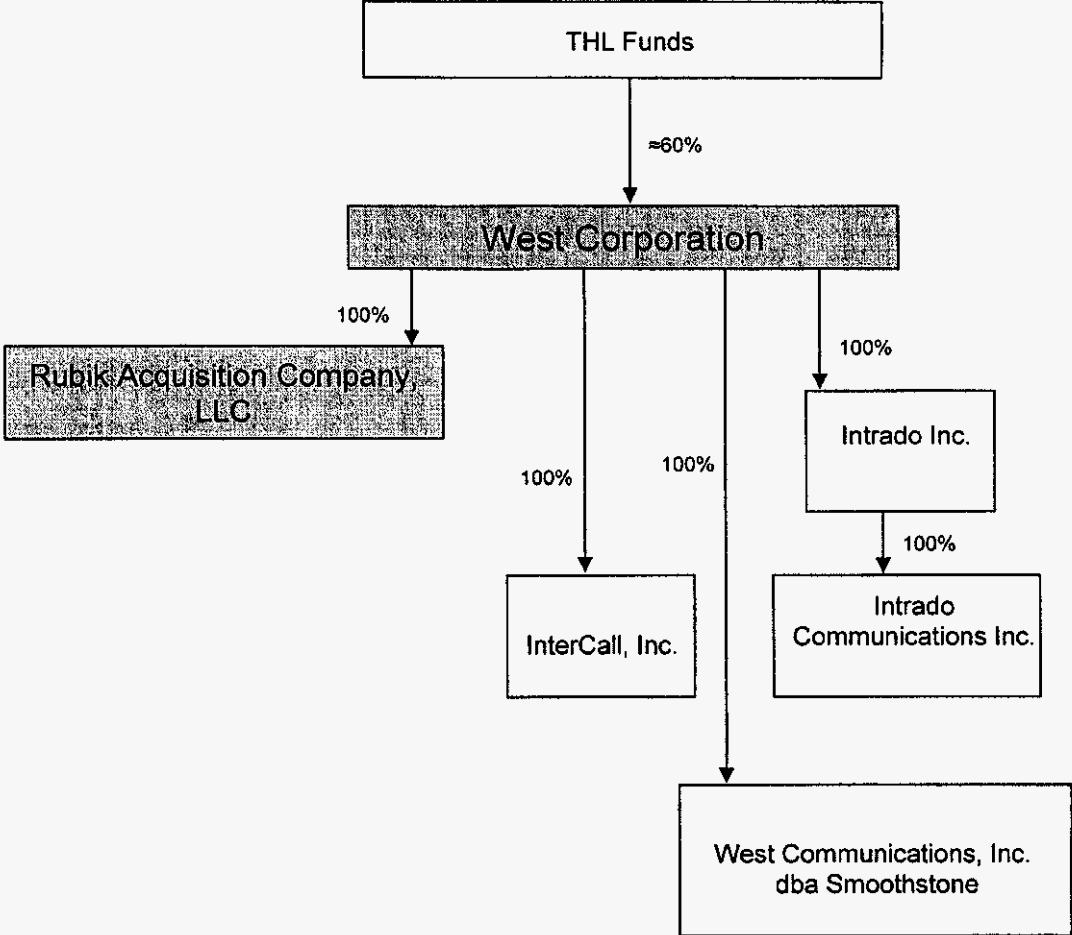 THL Funds
≈60%
West Corporation
100%
100%
Rubik Acquisition Company,
LLC
Intrado Inc.
100%
100%
100%
Intrado
Communications Inc.
InterCall, Inc.
West Communications, Inc.
dba Smoothstone